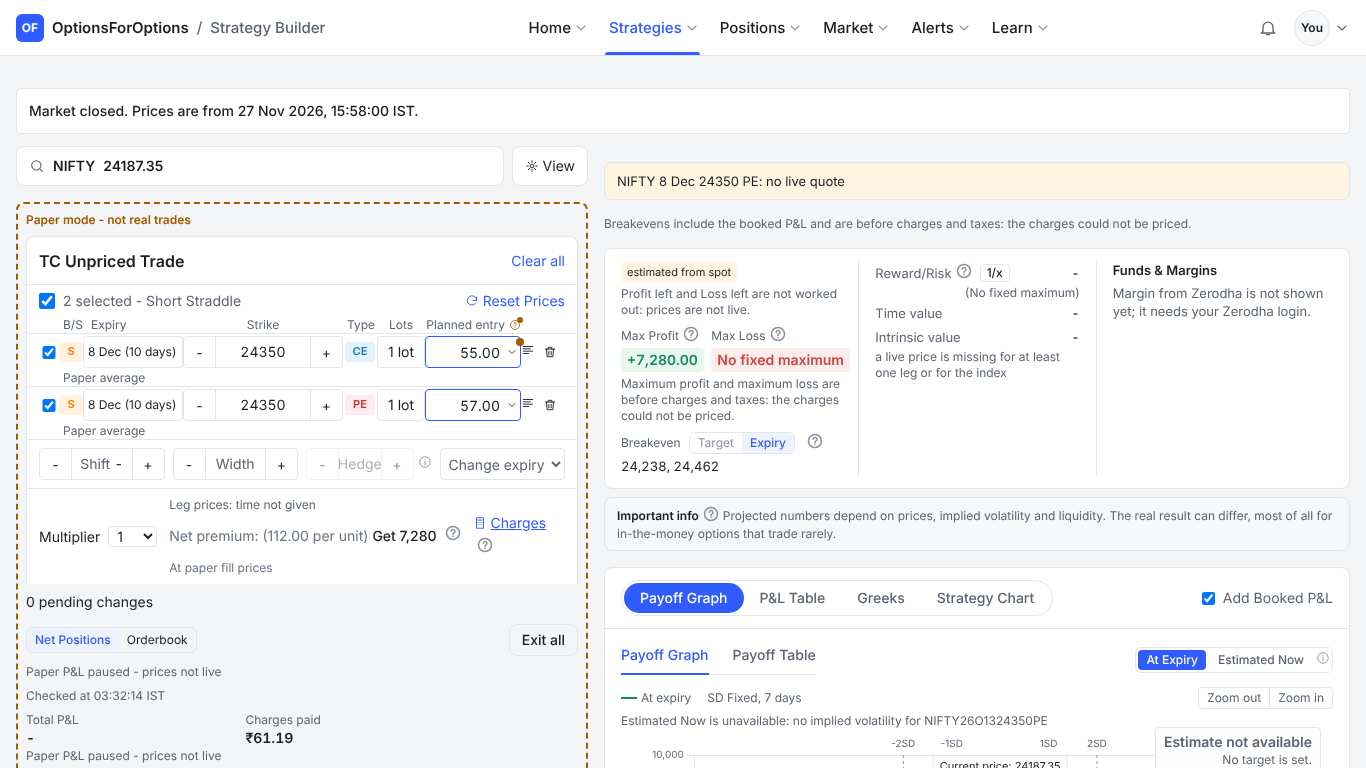 OF OptionsForOptions / Strategy Builder Home Strategies Positions Market Alerts Learn You
Market closed. Prices are from 27 Nov 2026, 15:58:00 IST.
NIFTY 24187.35 View
Paper mode - not real trades
TC Unpriced Trade Clear all
2 selected - Short Straddle Reset Prices
B/S Expiry Strike Type Lots Planned entry
S 8 Dec (10 days) - 24350 + CE 1 lot 55.00
Paper average
S 8 Dec (10 days) - 24350 + PE 1 lot 57.00
Paper average
- Shift - + - Width + - Hedge + Change expiry
Leg prices: time not given
Multiplier 1 Net premium: (112.00 per unit) Get 7,280 Charges
At paper fill prices
0 pending changes
Net Positions Orderbook Exit all
Paper P&L paused - prices not live
Checked at 03:32:14 IST
Total P&L Charges paid
- ₹61.19
Paper P&L paused - prices not live
NIFTY 8 Dec 24350 PE: no live quote
Breakevens include the booked P&L and are before charges and taxes: the charges could not be priced.
estimated from spot
Profit left and Loss left are not worked
out: prices are not live.
Max Profit Max Loss
+7,280.00 No fixed maximum
Maximum profit and maximum loss are
before charges and taxes: the charges
could not be priced.
Breakeven Target Expiry
24,238, 24,462
Reward/Risk 1/x -
(No fixed maximum)
Time value -
Intrinsic value -
a live price is missing for at least
one leg or for the index
Funds & Margins
Margin from Zerodha is not shown
yet; it needs your Zerodha login.
Important info Projected numbers depend on prices, implied volatility and liquidity. The real result can differ, most of all for
in-the-money options that trade rarely.
Payoff Graph P&L Table Greeks Strategy Chart Add Booked P&L
Payoff Graph Payoff Table At Expiry Estimated Now
At expiry SD Fixed, 7 days Zoom out Zoom in
Estimated Now is unavailable: no implied volatility for NIFTY26O1324350PE
-2SD -1SD 1SD 2SD Estimate not available
10,000 Current price: 24187.35 No target is set.